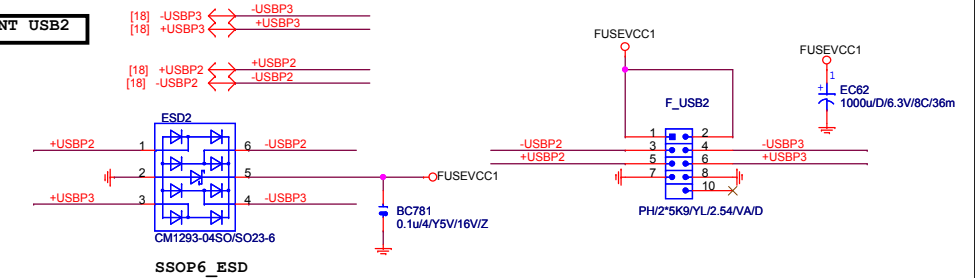 NT USB2
[18] -USBP3 -USBP3
[18] +USBP3 +USBP3
[18] +USBP2 +USBP2
[18] -USBP2 -USBP2
ESD2
+USBP2 1 6 -USBP2
2 5 FUSEVCC1
+USBP3 3 4 -USBP3
CM1293-04SO/SO23-6
SSOP6_ESD
BC781
0.1u/4/Y5V/16V/Z
FUSEVCC1
F_USB2
1 2
-USBP2 3 4 -USBP3
+USBP2 5 6 +USBP3
7 8
10
PH/2*5K9/YL/2.54/VA/D
FUSEVCC1
1
+
EC62
1000u/D/6.3V/8C/36m